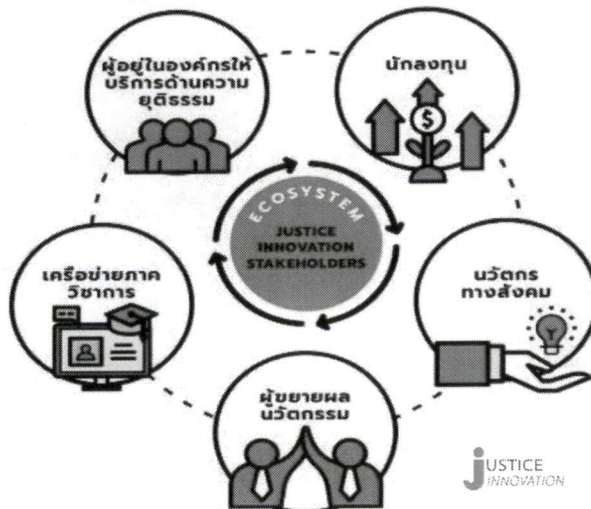 ผู้อยู่ในองค์กรให้
บริการด้านความ
ยุติธรรม
นักลงทุน
$
ECOSYSTEM
JUSTICE
INNOVATION
STAKEHOLDERS
เครือข่ายภาค
วิชาการ
นวัตกร
ทางสังคม
ผู้ขยายผล
นวัตกรรม
JUSTICE
INNOVATION